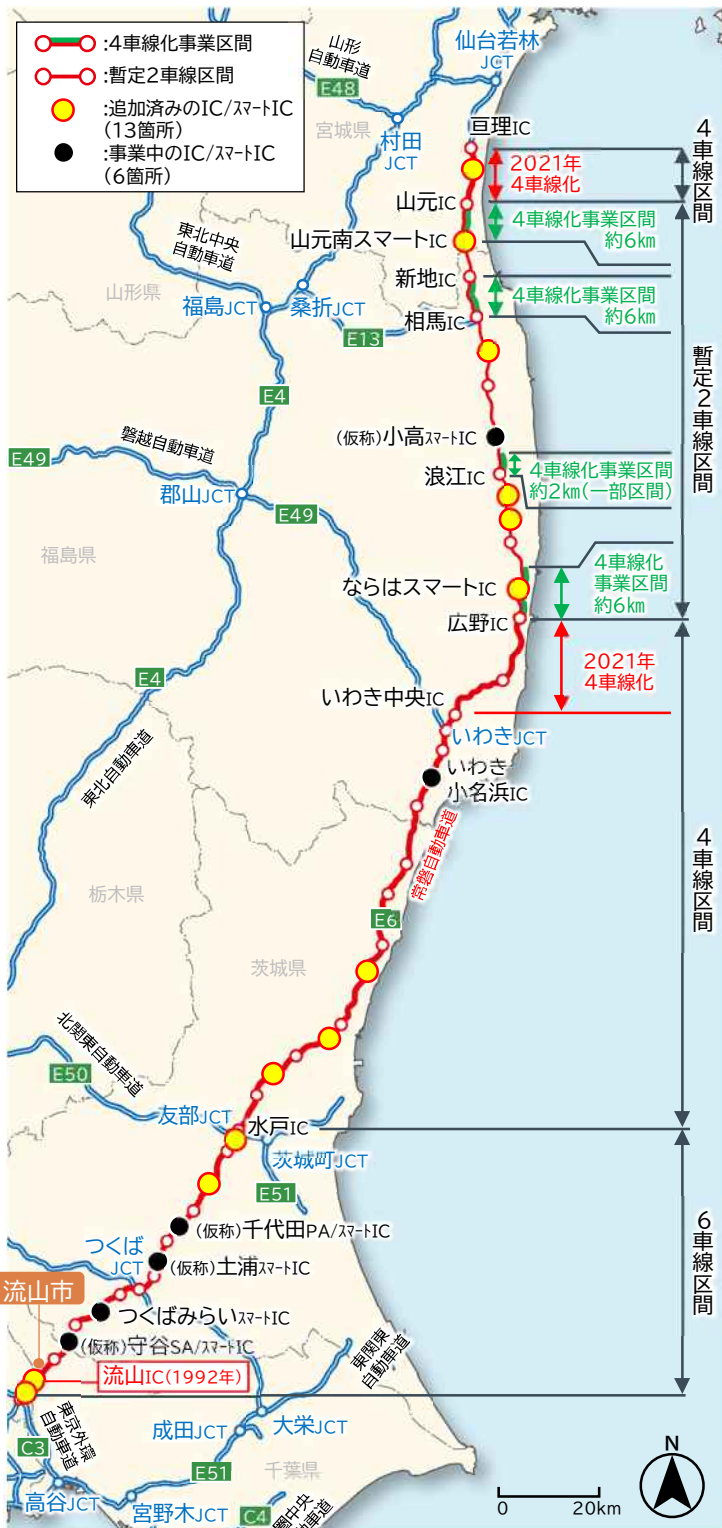 :4車線化事業区間
:暫定2車線区間
:追加済みのIC/スマートIC
(13箇所)
:事業中のIC/スマートIC
(6箇所)
山形
自動車道
E48
宮城県
仙台若林
JCT
村田
JCT
亘理IC
2021年
4車線化
4車線区間
山元IC
4車線化事業区間
約6km
山元南スマートIC
東北中央
自動車道
山形県
新地IC
4車線化事業区間
約6km
福島JCT
桑折JCT
相馬IC
E13
E4
暫定2車線区間
磐越自動車道
(仮称)小高スマートIC
E49
浪江IC
4車線化事業区間
約2km(一部区間)
郡山JCT
E49
福島県
4車線化
事業区間
約6km
ならはスマートIC
広野IC
E4
2021年
4車線化
いわき中央IC
いわきJCT
東北自動車道
いわき
小名浜IC
常磐自動車道
4車線区間
栃木県
E6
茨城県
北関東自動車道
E50
友部JCT
水戸IC
茨城町JCT
E51
(仮称)千代田PA/スマートIC
つくば
JCT
(仮称)土浦スマートIC
6車線区間
流山市
つくばみらいスマートIC
(仮称)守谷SA/スマートIC
流山IC(1992年)
東関東
自動車道
東京外環
自動車道
C3
成田JCT
大栄JCT
E51
千葉県
高谷JCT
宮野木JCT
C4
圏中央
動車道
N
0
20km